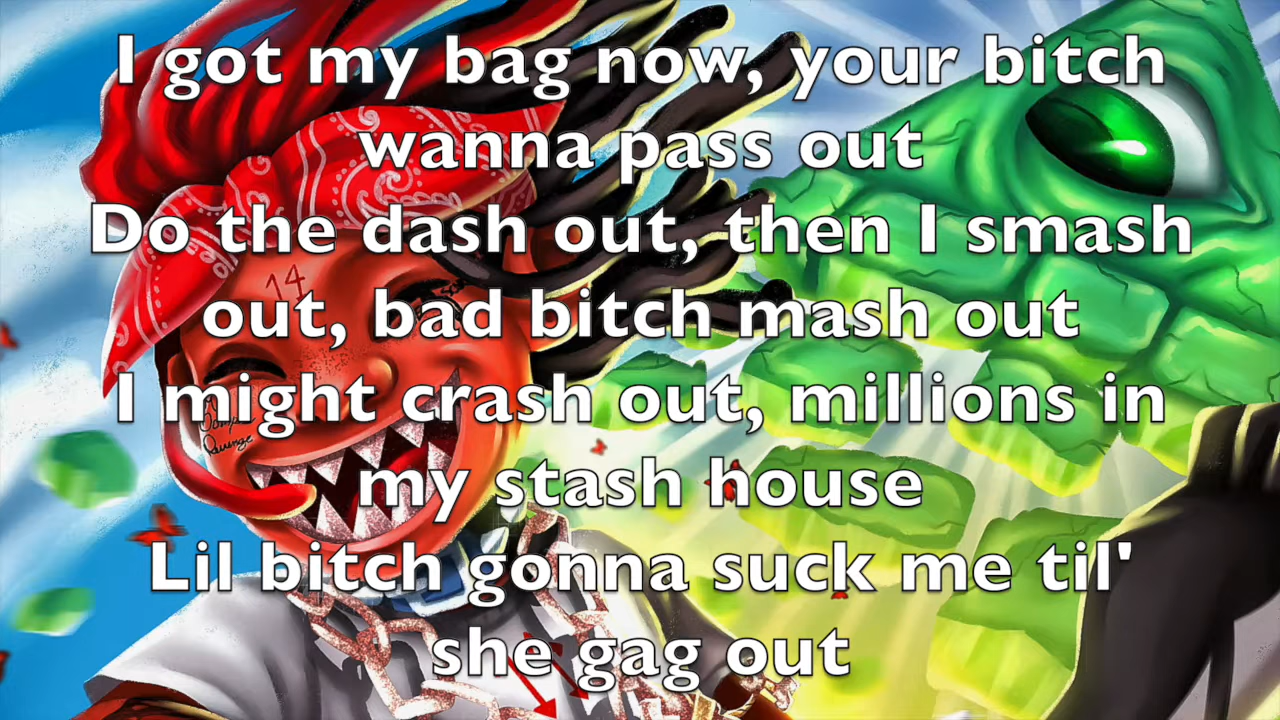 I got my bag now, your bitch
wanna pass out
Do the dash out, then I smash
out, bad bitch mash out
I might crash out, millions in
my stash house
Lil bitch gonna suck me til'
she gag out
14